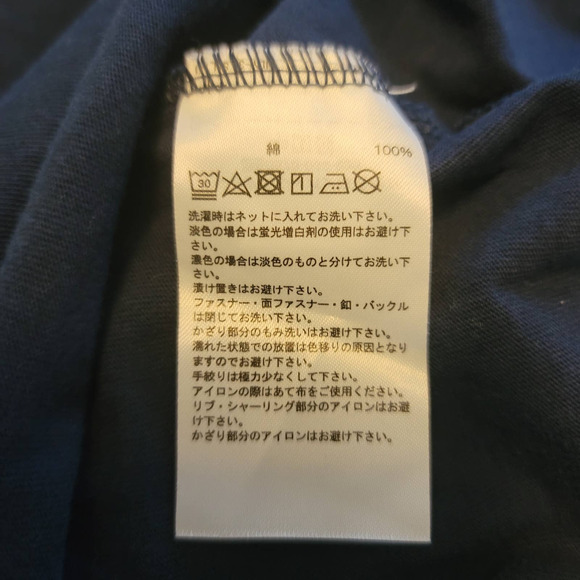 綿 100%
30
洗濯時はネットに入れてお洗い下さい。
淡色の場合は蛍光増白剤の使用はお避け下
さい。
濃色の場合は淡色のものと分けてお洗い下
さい。
漬け置きはお避け下さい。
ファスナー・面ファスナー・釦・バックル
は閉じてお洗い下さい。
かざり部分のもみ洗いはお避け下さい。
濡れた状態での放置は色移りの原因となり
ますのでお避け下さい。
手絞りは極力少なくして下さい。
アイロンの際はあて布をご使用ください。
リブ・シャーリング部分のアイロンはお避
け下さい。
かざり部分のアイロンはお避け下さい。